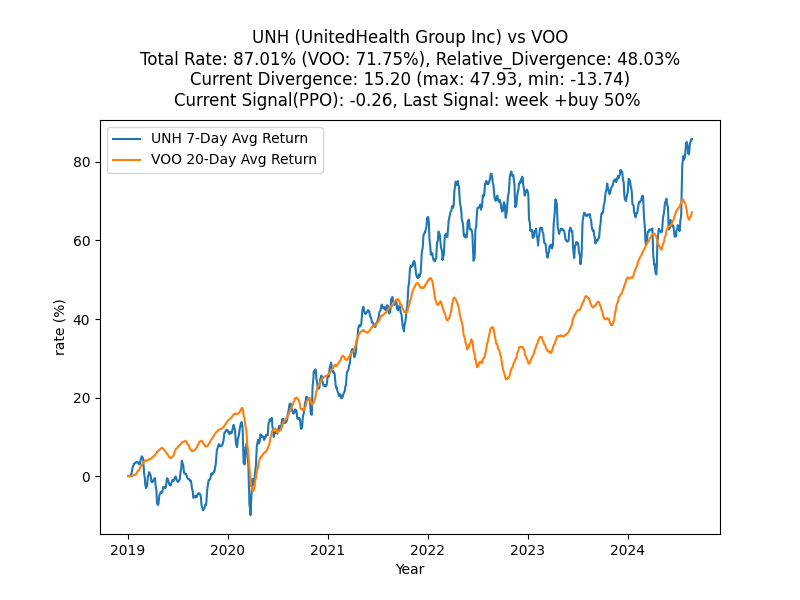 UNH (UnitedHealth Group Inc) vs VOO
Total Rate: 87.01% (VOO: 71.75%), Relative_Divergence: 48.03%
Current Divergence: 15.20 (max: 47.93, min: -13.74)
Current Signal(PPO): -0.26, Last Signal: week +buy 50%
UNH 7-Day Avg Return
VOO 20-Day Avg Return
rate (%)
80
60
40
20
0
2019
2020
2021
2022
2023
2024
Year